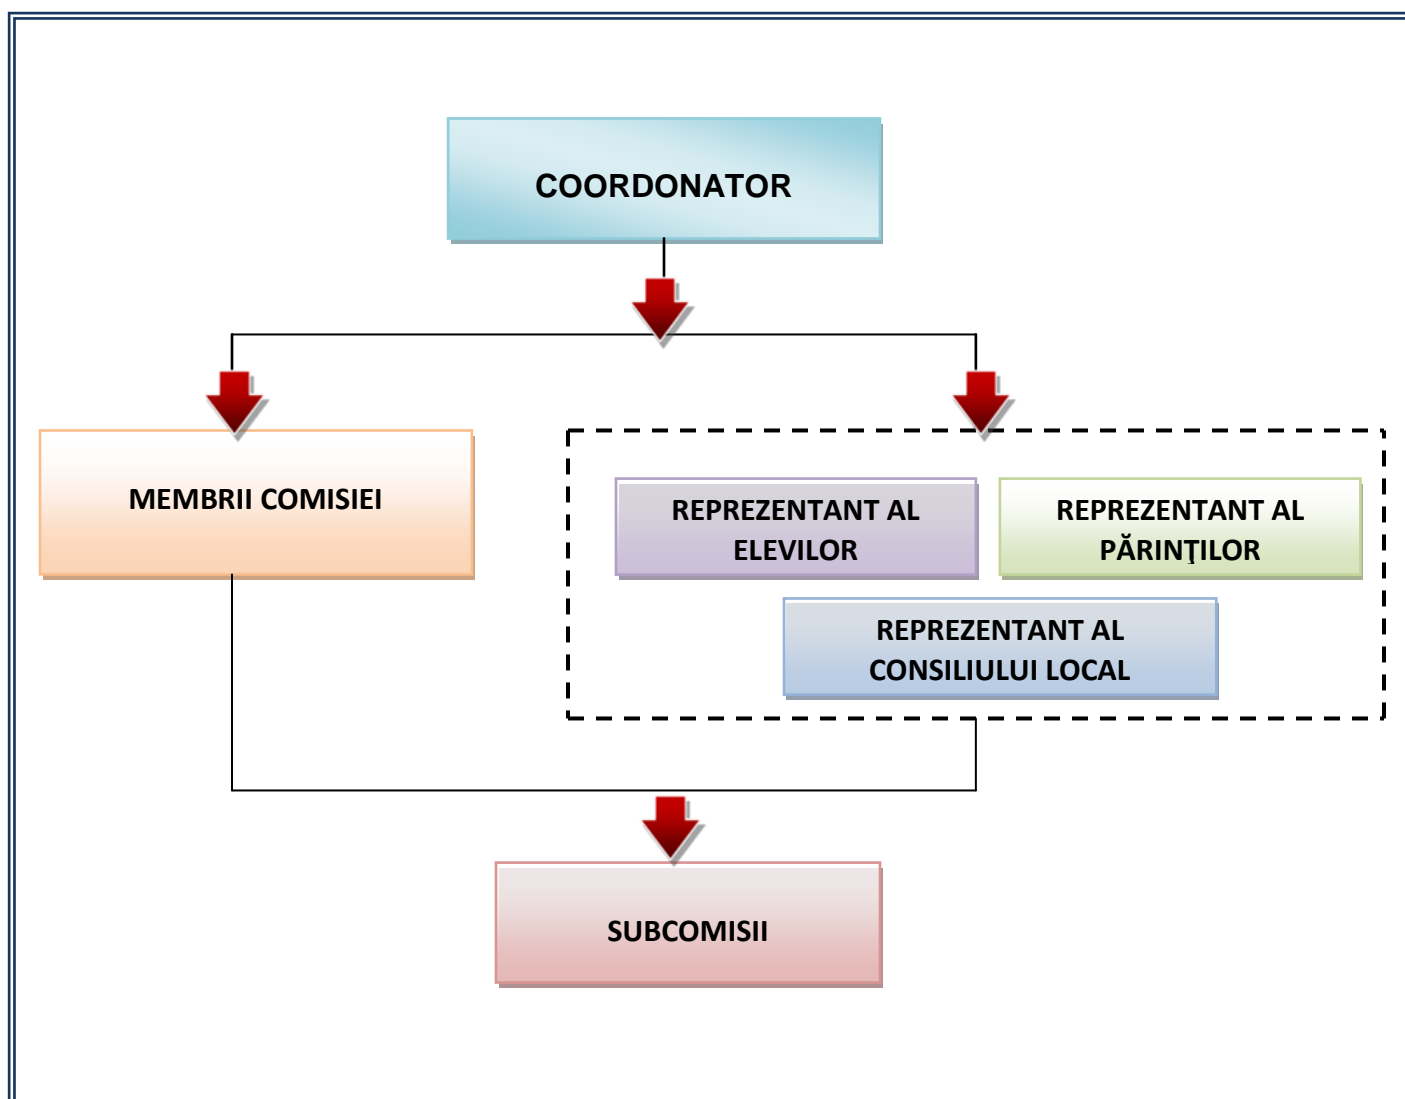 COORDONATOR
MEMBRII COMISIEI
REPREZENTANT AL
ELEVILOR
REPREZENTANT AL
PĂRINŢILOR
REPREZENTANT AL
CONSILIULUI LOCAL
SUBCOMISII